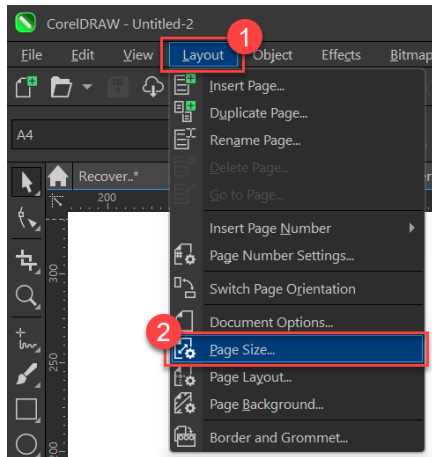 CorelDRAW - Untitled-2
1
File Edit View Layout Object Effects Bitmap
A4
Recover..*
200
Insert Page...
Duplicate Page...
Rename Page...
Delete Page...
Go to Page...
Insert Page Number
Page Number Settings...
Switch Page Orientation
Document Options...
2
Page Size...
Page Layout...
Page Background...
Border and Grommet...
300
250
200